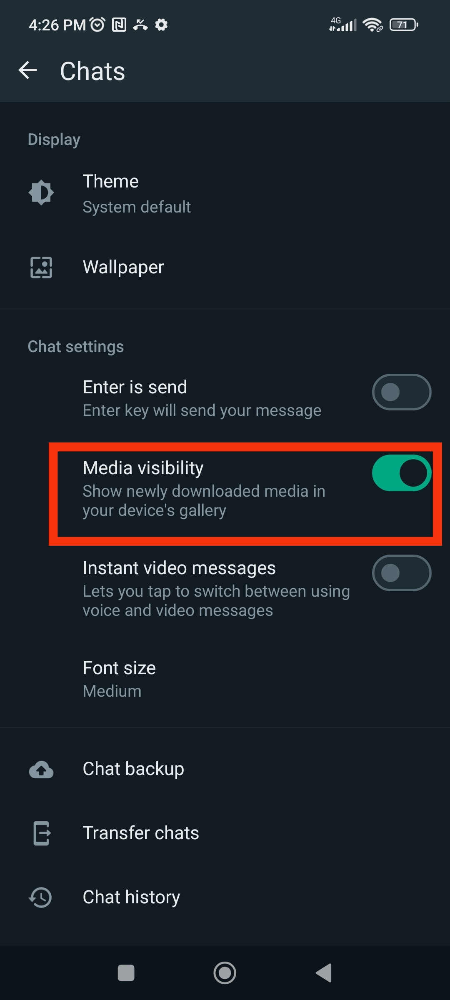 4:26 PM 4G 71
Chats
Display
Theme
System default
Wallpaper
Chat settings
Enter is send
Enter key will send your message
Media visibility
Show newly downloaded media in
your device's gallery
Instant video messages
Lets you tap to switch between using
voice and video messages
Font size
Medium
Chat backup
Transfer chats
Chat history